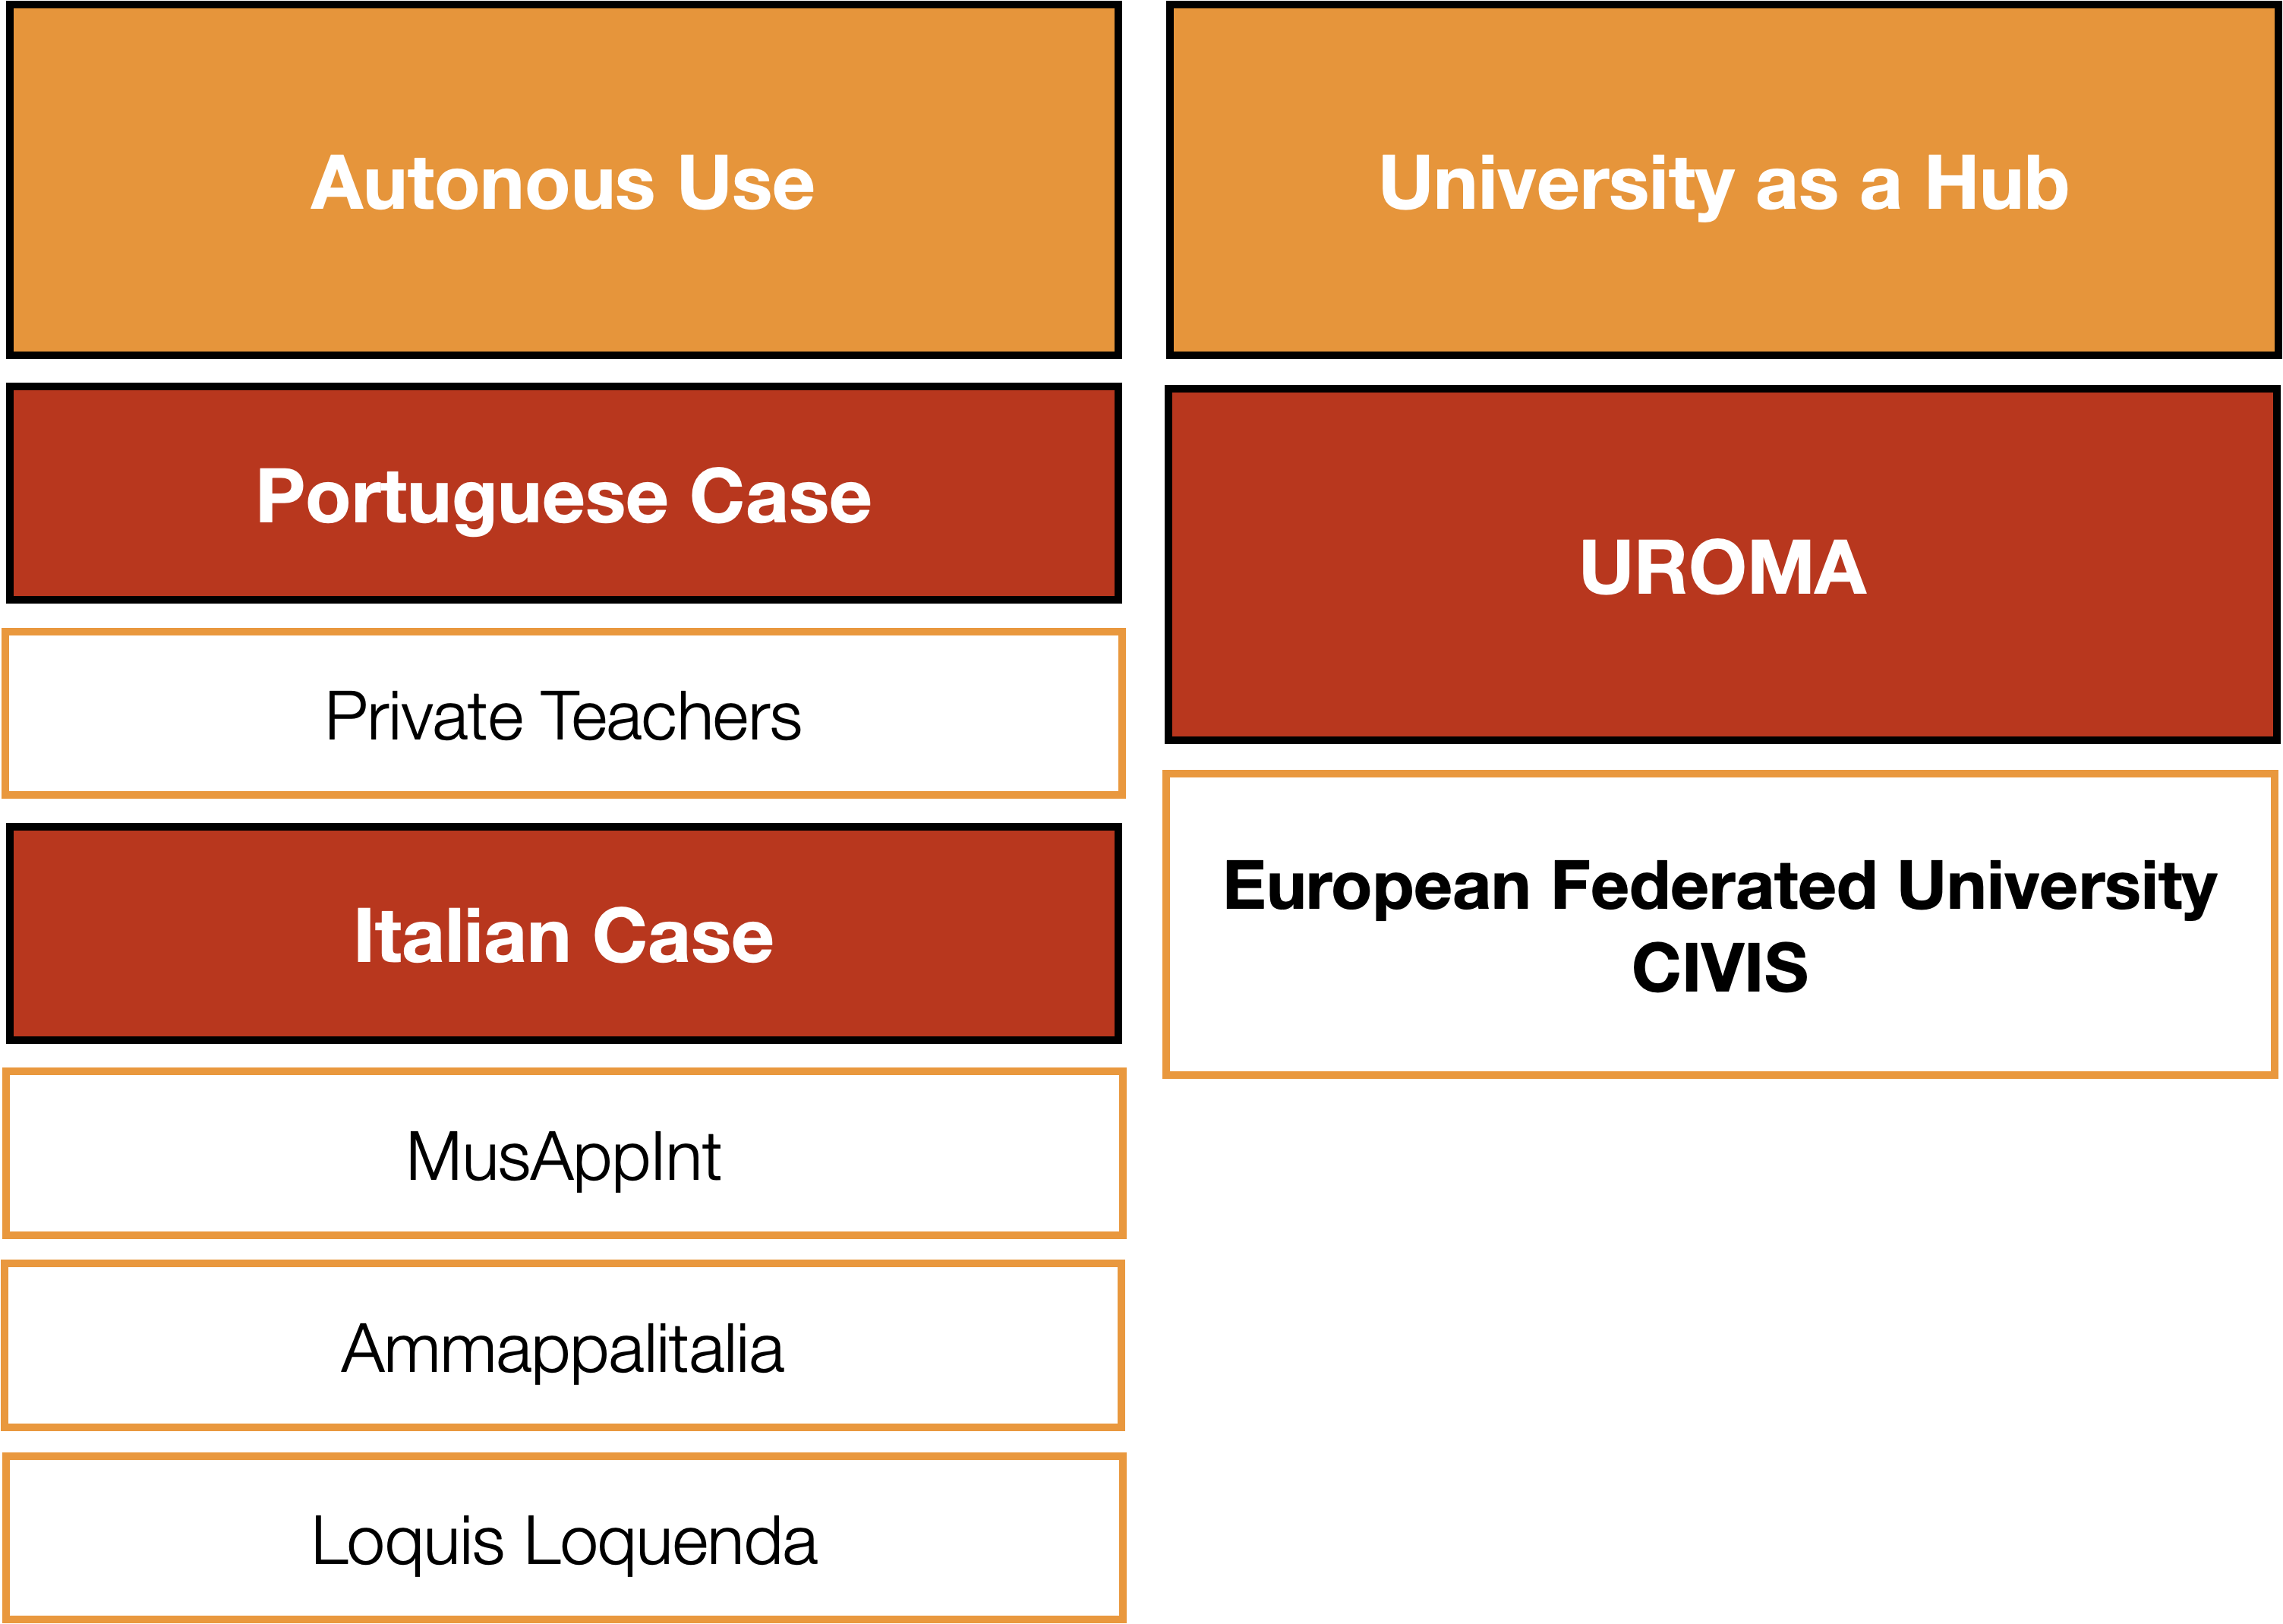 Autonous Use
Portuguese Case
Private Teachers
Italian Case
MusAppInt
Ammappalitalia
Loquis Loquenda
University as a Hub
UROMA
European Federated University
CIVIS